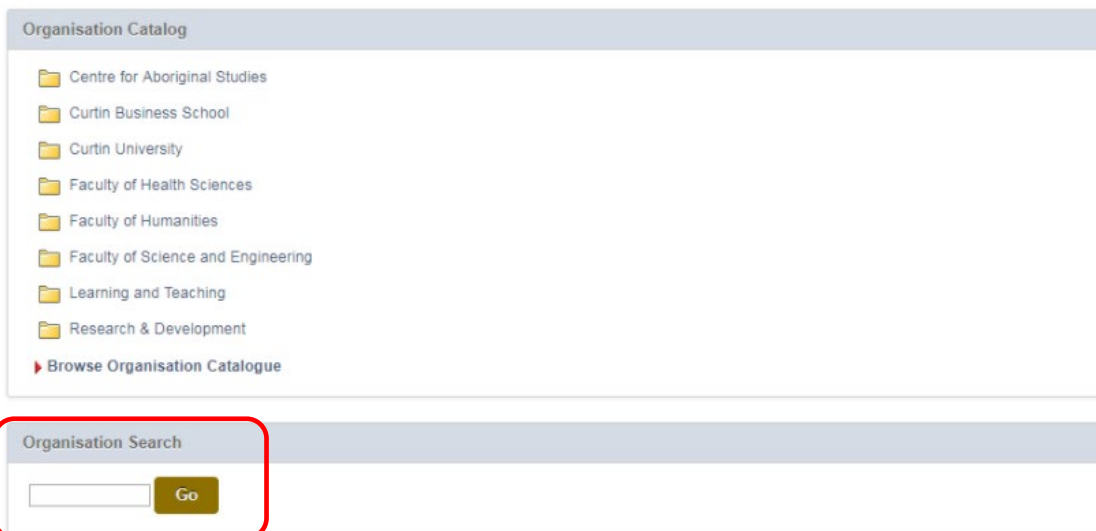 Organisation Catalog
Centre for Aboriginal Studies
Curtin Business School
Curtin University
Faculty of Health Sciences
Faculty of Humanities
Faculty of Science and Engineering
Learning and Teaching
Research & Development
Browse Organisation Catalogue
Organisation Search
Go